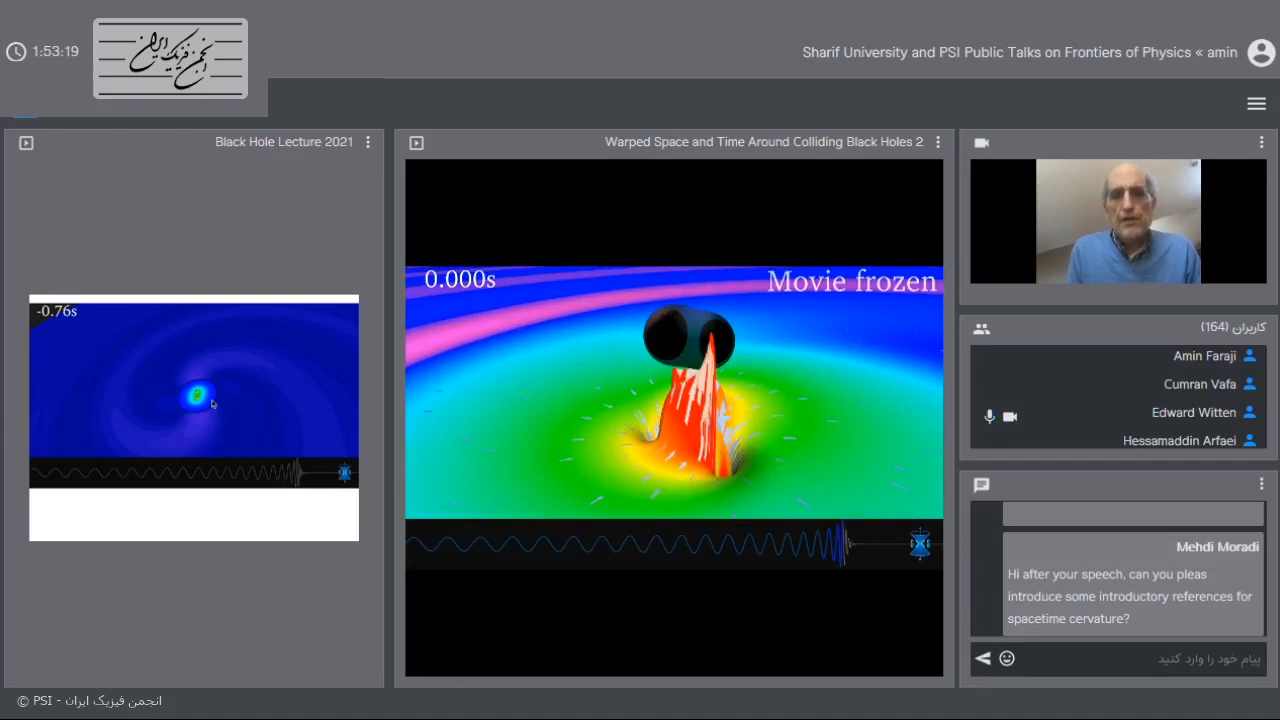 1:53:19
انجمن فیزیک ایران
Sharif University and PSI Public Talks on Frontiers of Physics « amin
Black Hole Lecture 2021
-0.76s
Warped Space and Time Around Colliding Black Holes 2
0.000s
Movie frozen
کاربران (164)
Amin Faraji
Cumran Vafa
Edward Witten
Hessamaddin Arfaei
Mehdi Moradi
Hi after your speech, can you pleas
introduce some introductory references for
spacetime cervature?
پیام خود را وارد کنید
© PSI - انجمن فیزیک ایران